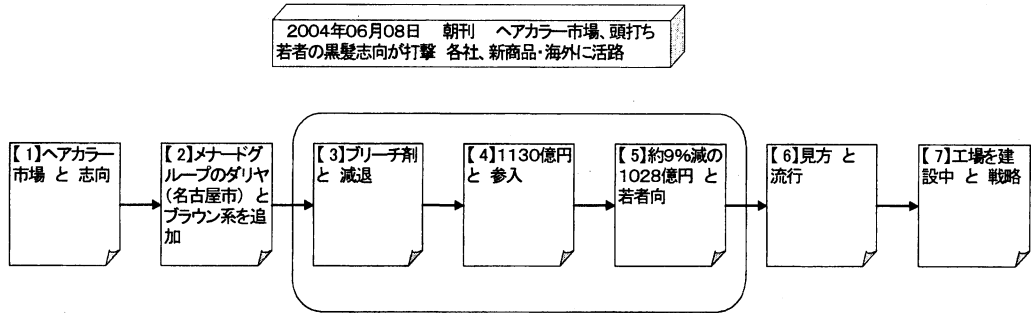 2004年06月08日　朝刊　ヘアカラー市場、頭打ち
若者の黒髪志向が打撃 各社、新商品・海外に活路
【 1】ヘアカラー
市場 と 志向
【 2】メナードグ
ループのダリヤ
(名古屋市) と
ブラウン系を追
加
【 3】ブリーチ剤
と 減退
【 4】1130億円
と 参入
【 5】約9%減の
1028億円 と
若者向
【 6】見方 と
流行
【 7】工場を建
設中 と 戦略